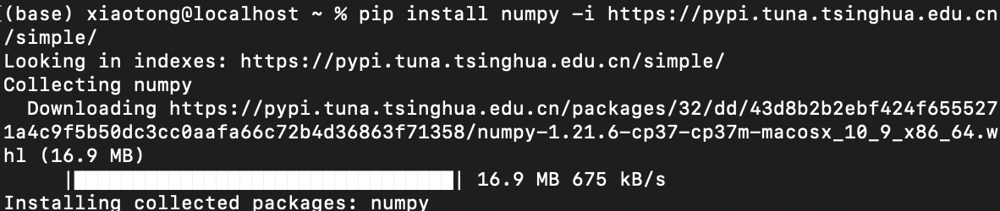 (base) xiaotong@localhost ~ % pip install numpy -i https://pypi.tuna.tsinghua.edu.cn
/simple/
Looking in indexes: https://pypi.tuna.tsinghua.edu.cn/simple/
Collecting numpy
  Downloading https://pypi.tuna.tsinghua.edu.cn/packages/32/dd/43d8b2b2ebf424f655527
1a4c9f5b50dc3cc0aafa66c72b4d36863f71358/numpy-1.21.6-cp37-cp37m-macosx_10_9_x86_64.w
hl (16.9 MB)
     |████████████████████████████████| 16.9 MB 675 kB/s
Installing collected packages: numpy